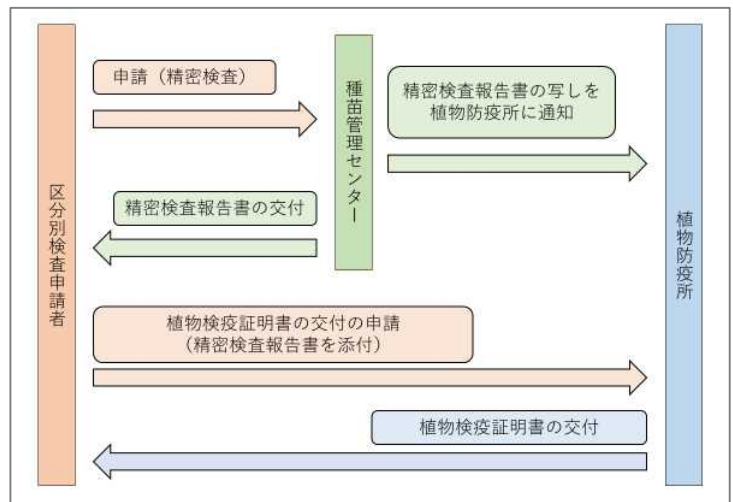 申請（精密検査）
精密検査報告書の写しを
植物防疫所に通知
種苗管理センター
精密検査報告書の交付
区分別検査申請者
植物防疫所
植物検疫証明書の交付の申請
（精密検査報告書を添付）
植物検疫証明書の交付